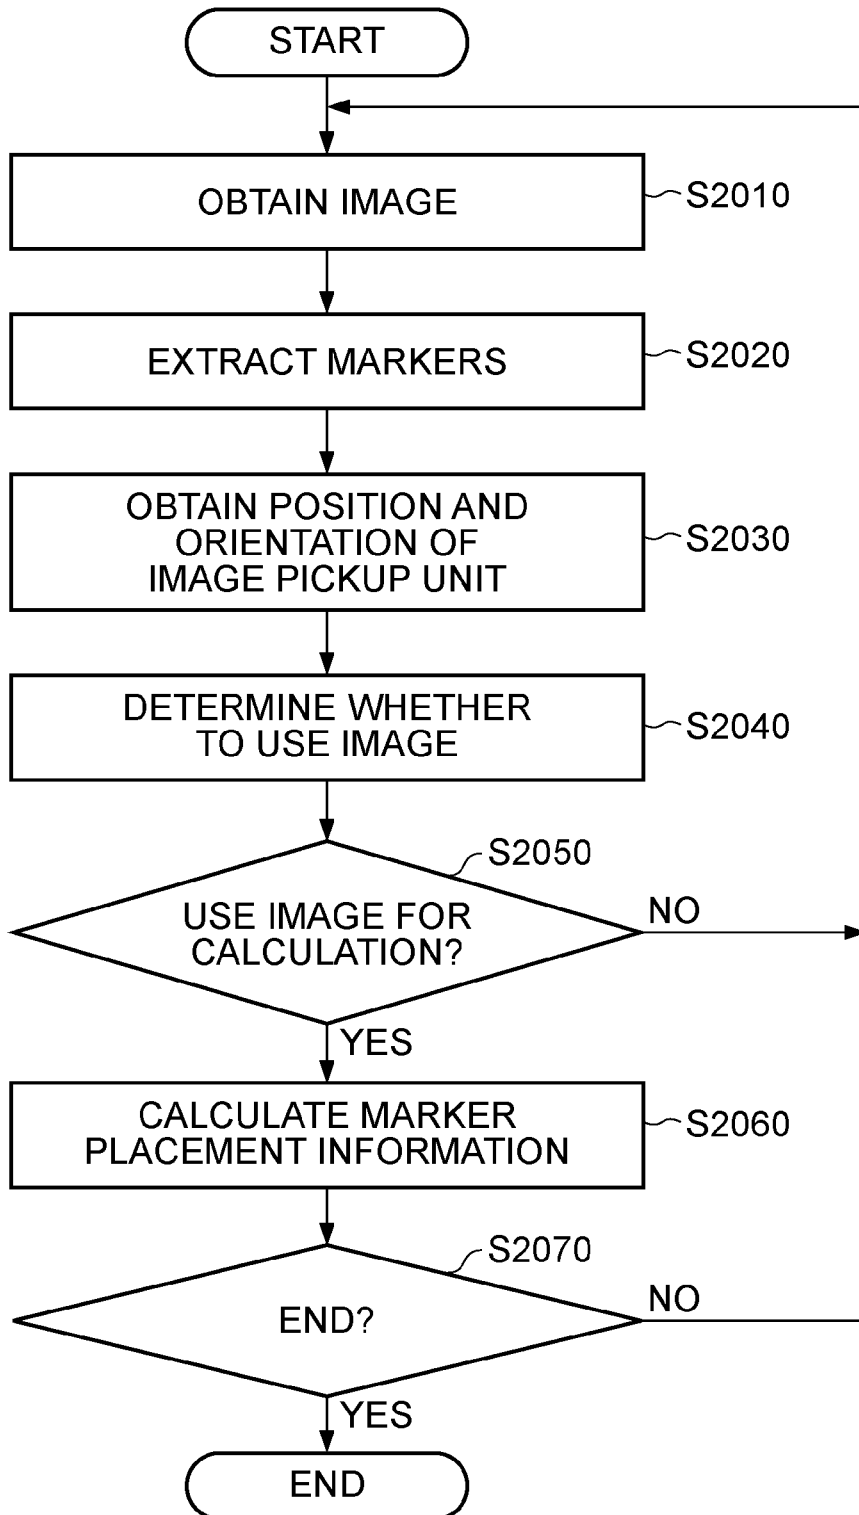 START
OBTAIN IMAGE
S2010
EXTRACT MARKERS
S2020
OBTAIN POSITION AND
ORIENTATION OF
IMAGE PICKUP UNIT
S2030
DETERMINE WHETHER
TO USE IMAGE
S2040
S2050
USE IMAGE FOR
CALCULATION?
NO
YES
CALCULATE MARKER
PLACEMENT INFORMATION
S2060
S2070
END?
NO
YES
END